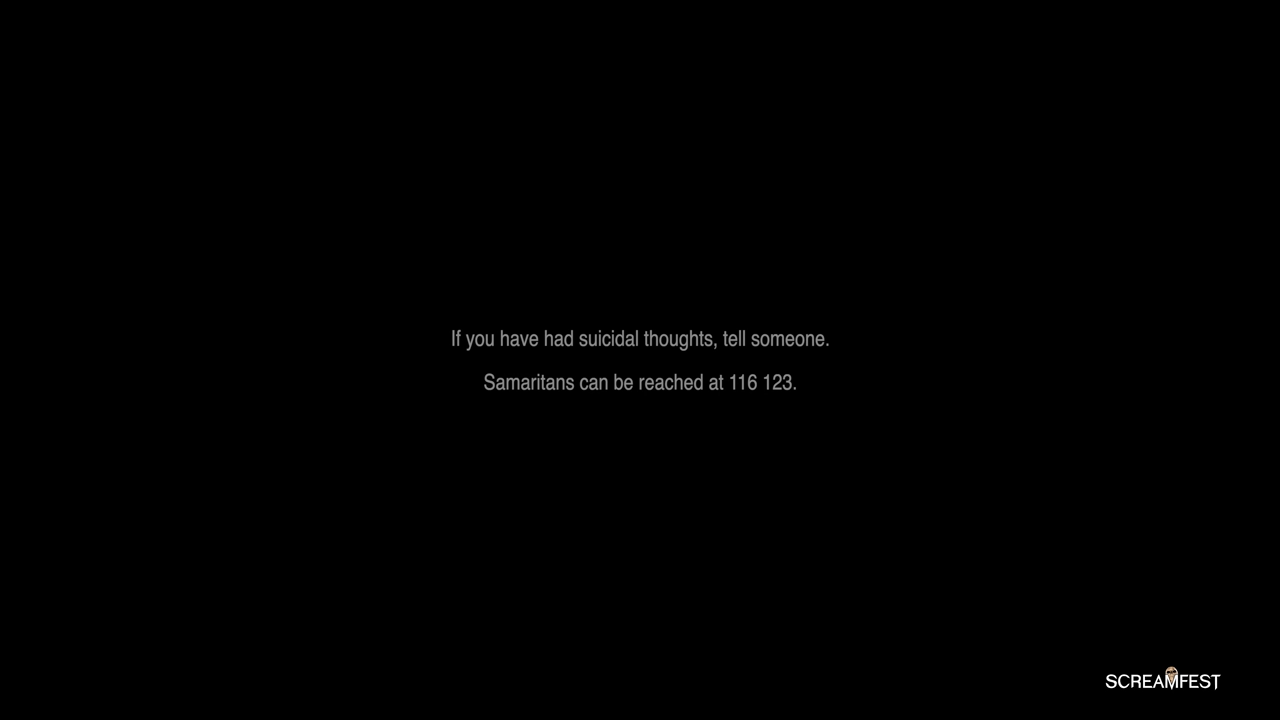 If you have had suicidal thoughts, tell someone.
Samaritans can be reached at 116 123.
SCREAMFEST